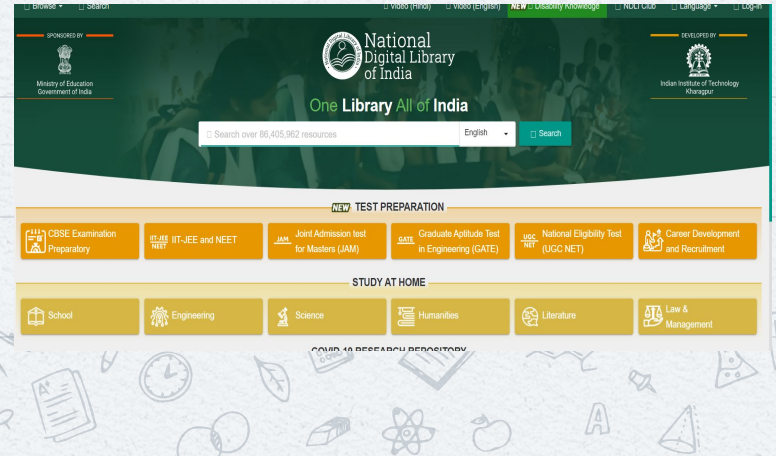 Browse
Search
Video (Hindi)
Video (English)
NEW Disability Knowledge
NDLI Club
Language
Log-In
SPONSORED BY
Ministry of Education
Government of India
National
Digital Library
of India
DEVELOPED BY
Indian Institute of Technology
Kharagpur
One Library All of India
Search over 86,405,962 resources
English
Search
NEW TEST PREPARATION
CBSE Examination
Preparatory
IIT-JEE
NEET
IIT-JEE and NEET
JAM
Joint Admission test
for Masters (JAM)
GATE
Graduate Aptitude Test
in Engineering (GATE)
UGC
NET
National Eligibility Test
(UGC NET)
Career Development
and Recruitment
STUDY AT HOME
School
Engineering
Science
Humanities
Literature
Law &
Management
COVID-19 RESEARCH REPOSITORY